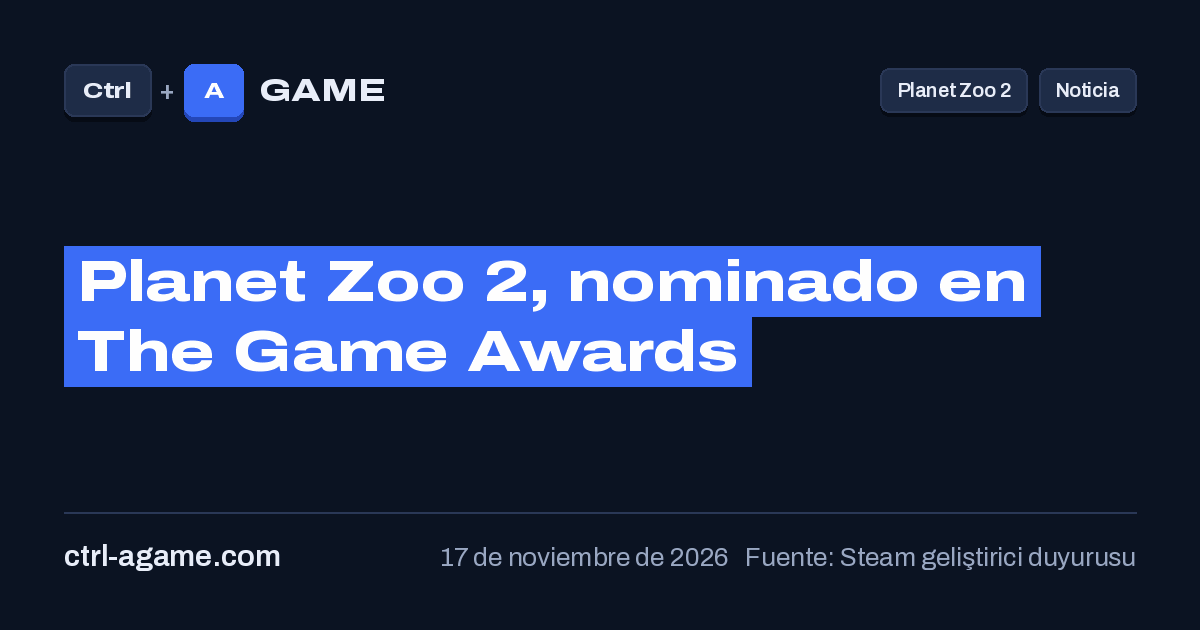 Ctrl + A GAME
Planet Zoo 2 Noticia
Planet Zoo 2, nominado en
The Game Awards
ctrl-agame.com
17 de noviembre de 2026 Fuente: Steam geliştirici duyurusu